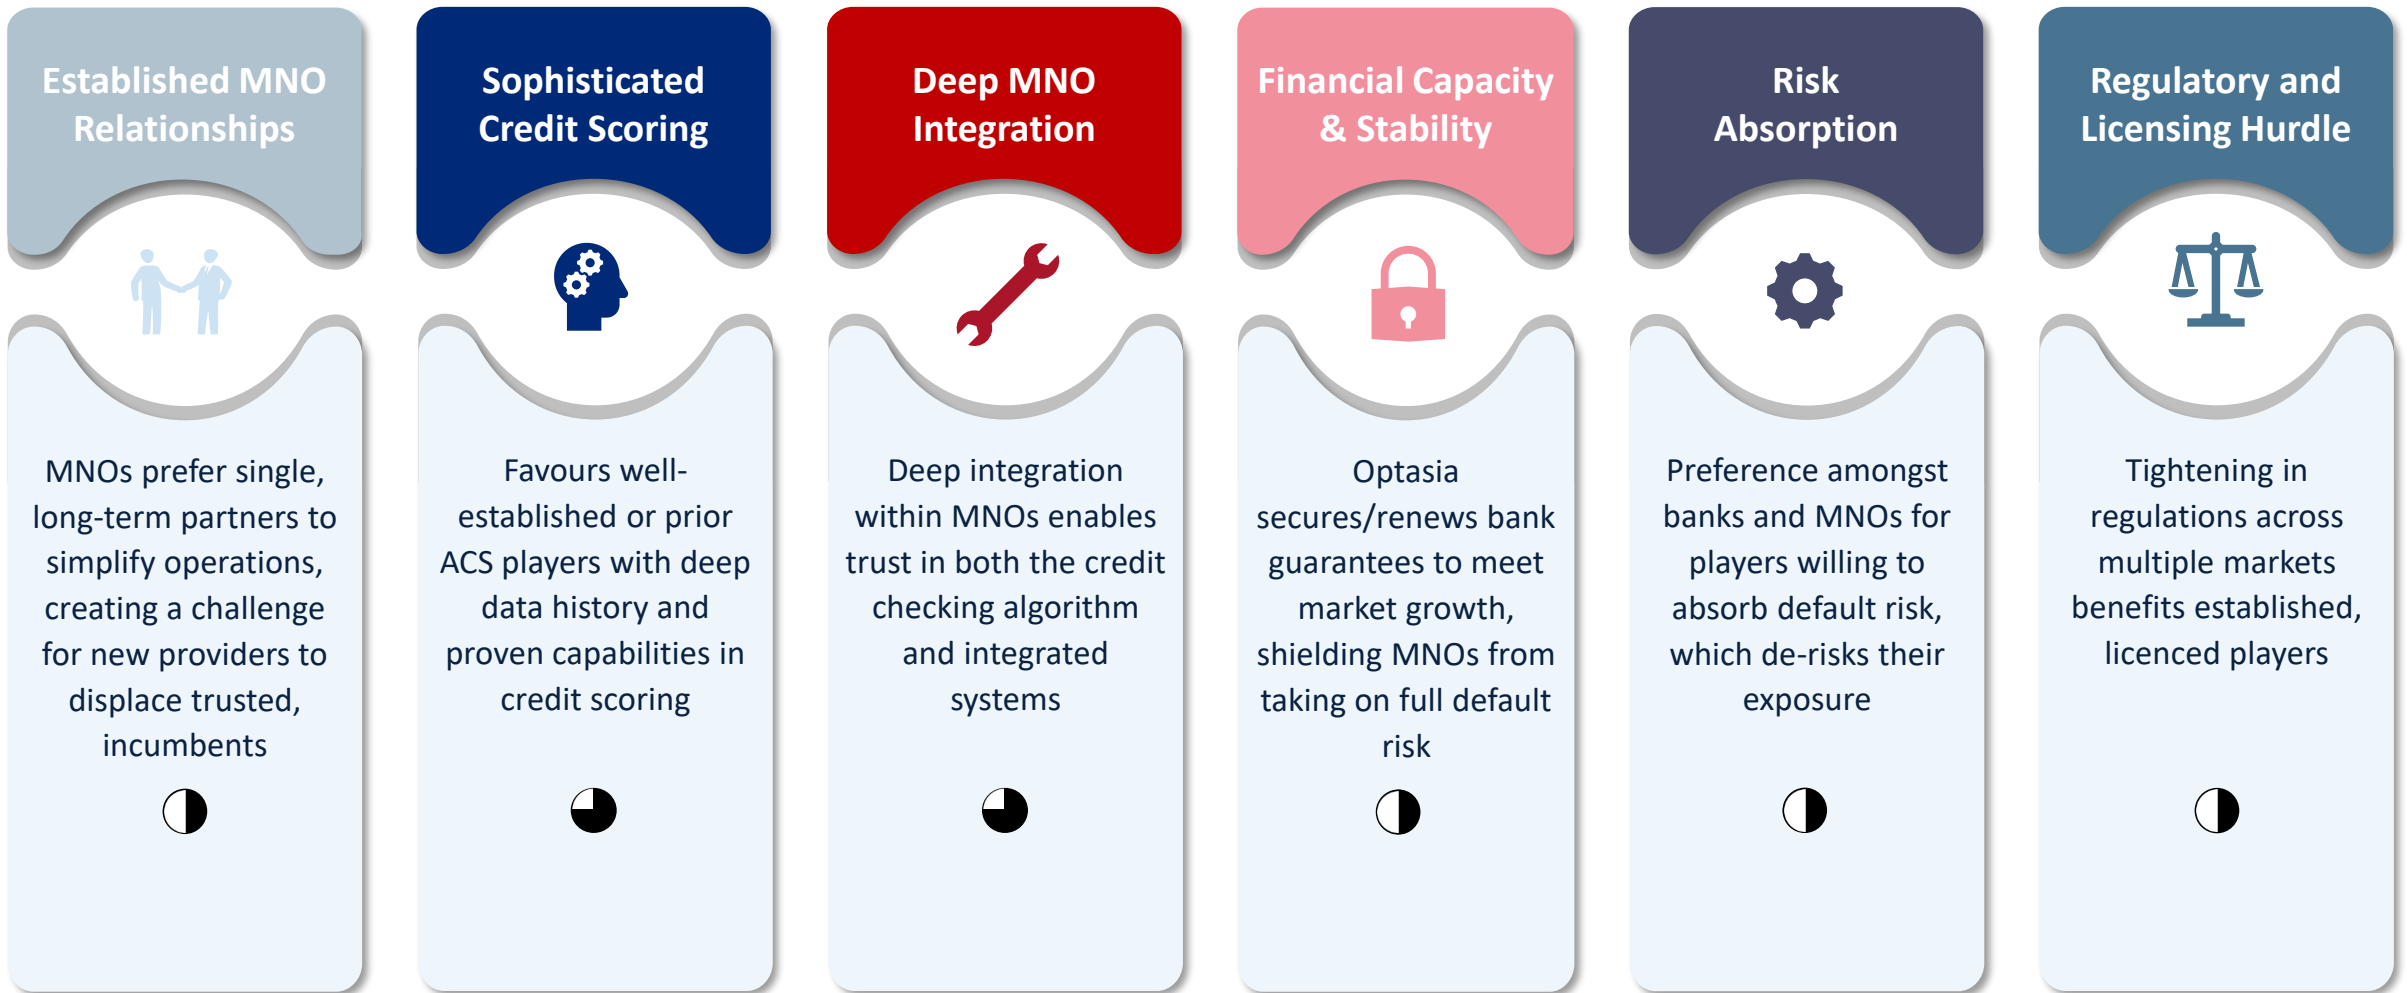 Established MNO
Relationships
MNOs prefer single,
long-term partners to
simplify operations,
creating a challenge
for new providers to
displace trusted,
incumbents
Sophisticated
Credit Scoring
Favours well-
established or prior
ACS players with deep
data history and
proven capabilities in
credit scoring
Deep MNO
Integration
Deep integration
within MNOs enables
trust in both the credit
checking algorithm
and integrated
systems
Financial Capacity
& Stability
Optasia
secures/renews bank
guarantees to meet
market growth,
shielding MNOs from
taking on full default
risk
Risk
Absorption
Preference amongst
banks and MNOs for
players willing to
absorb default risk,
which de-risks their
exposure
Regulatory and
Licensing Hurdle
Tightening in
regulations across
multiple markets
benefits established,
licenced players